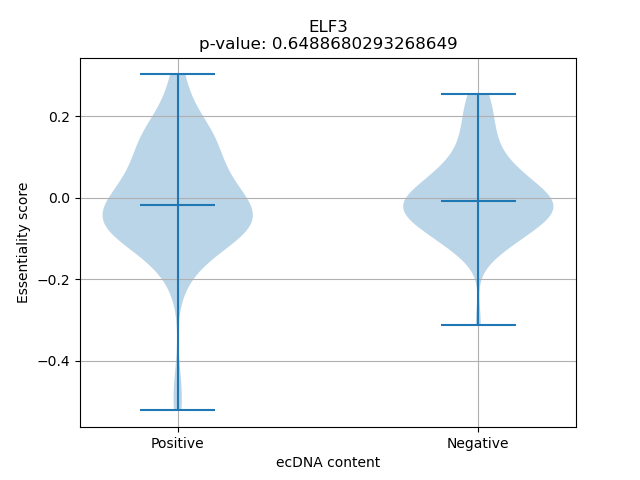 ELF3
p-value: 0.6488680293268649
Essentiality score
0.2
0.0
−0.2
−0.4
Positive
Negative
ecDNA content